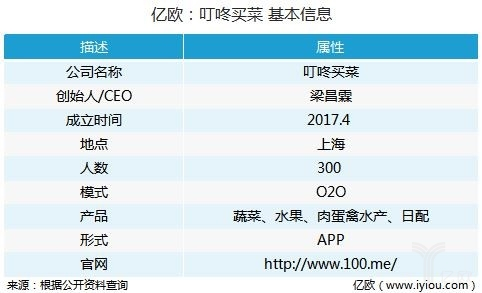 亿欧：叮咚买菜 基本信息
描述 属性
公司名称 叮咚买菜
创始人/CEO 梁昌霖
成立时间 2017.4
地点 上海
人数 300
模式 O2O
产品 蔬菜、水果、肉蛋禽水产、日配
形式 APP
官网 http://www.100.me/
亿欧
来源：根据公开资料查询 亿欧（www.iyiou.com）